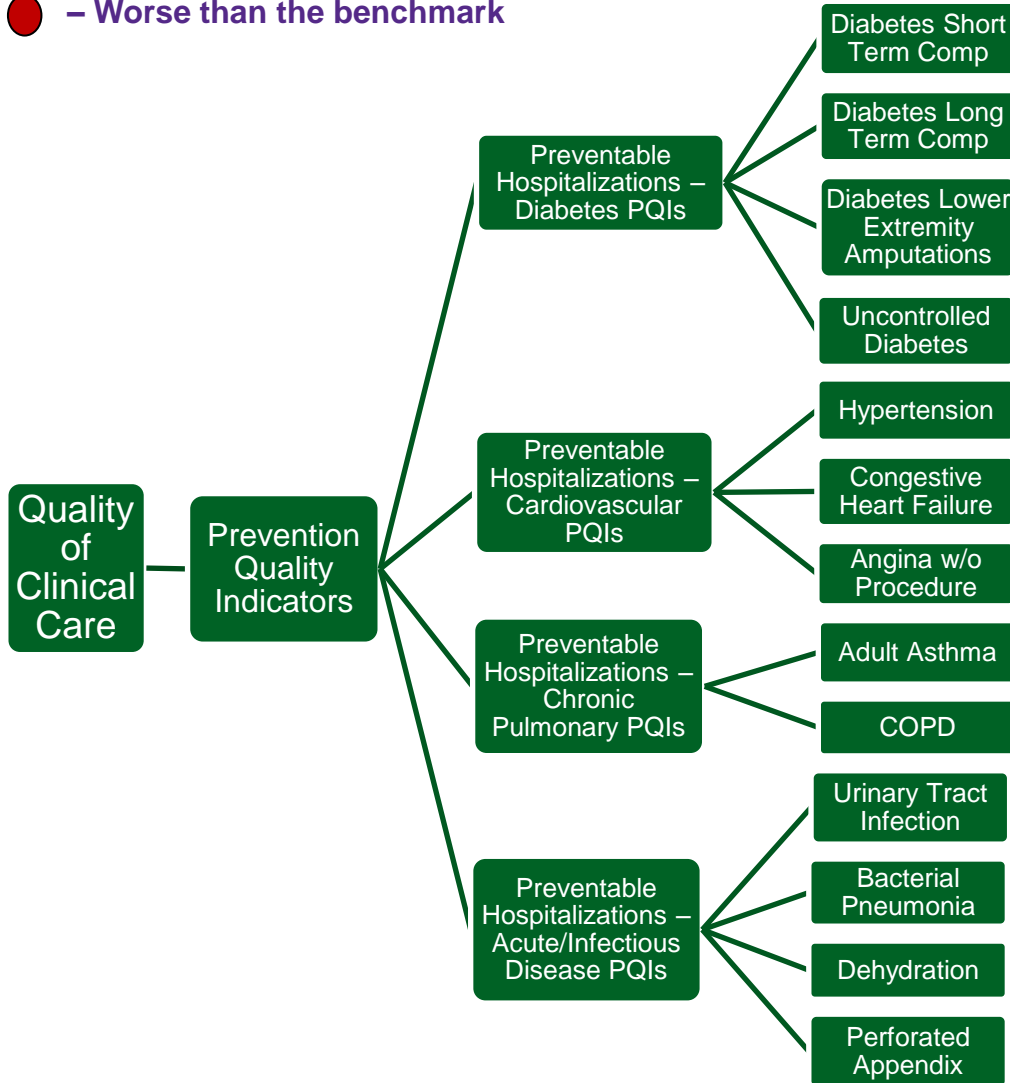 – Worse than the benchmark
Diabetes Short
Term Comp
Diabetes Long
Term Comp
Preventable
Hospitalizations –
Diabetes PQIs
Diabetes Lower
Extremity
Amputations
Uncontrolled
Diabetes
Hypertension
Preventable
Hospitalizations –
Cardiovascular
PQIs
Congestive
Heart Failure
Angina w/o
Procedure
Quality
of
Clinical
Care
Prevention
Quality
Indicators
Preventable
Hospitalizations –
Chronic
Pulmonary PQIs
Adult Asthma
COPD
Urinary Tract
Infection
Preventable
Hospitalizations –
Acute/Infectious
Disease PQIs
Bacterial
Pneumonia
Dehydration
Perforated
Appendix